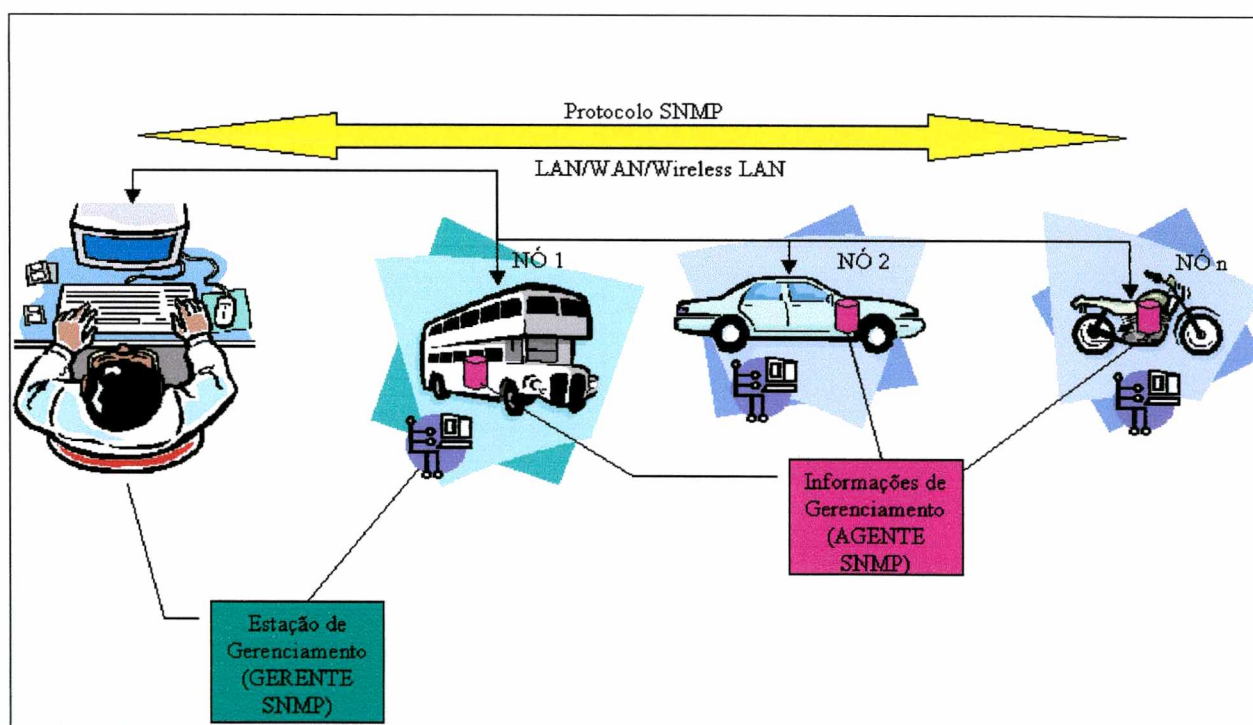 Protocolo SNMP
LAN/WAN/Wireless LAN
NÓ 1
NÓ 2
NÓ n
Informações de
Gerenciamento
(AGENTE
SNMP)
Estação de
Gerenciamento
(GERENTE
SNMP)